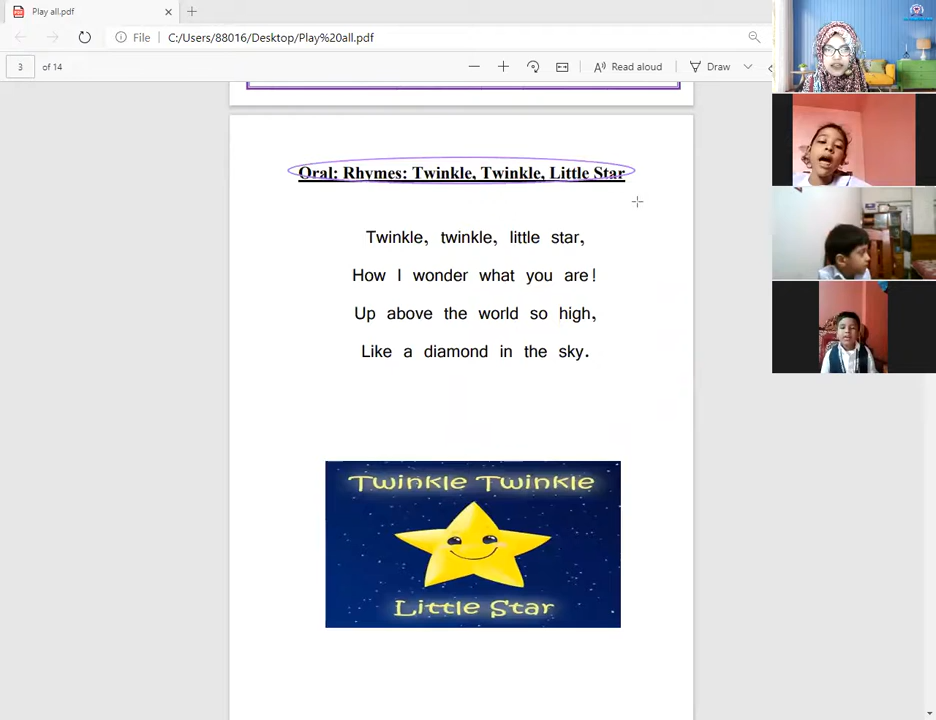 Play all.pdf
File C:/Users/88016/Desktop/Play%20all.pdf
3 of 14 Read aloud Draw
Oral: Rhymes: Twinkle, Twinkle, Little Star
Twinkle, twinkle, little star,
How I wonder what you are!
Up above the world so high,
Like a diamond in the sky.
Twinkle Twinkle
Little Star